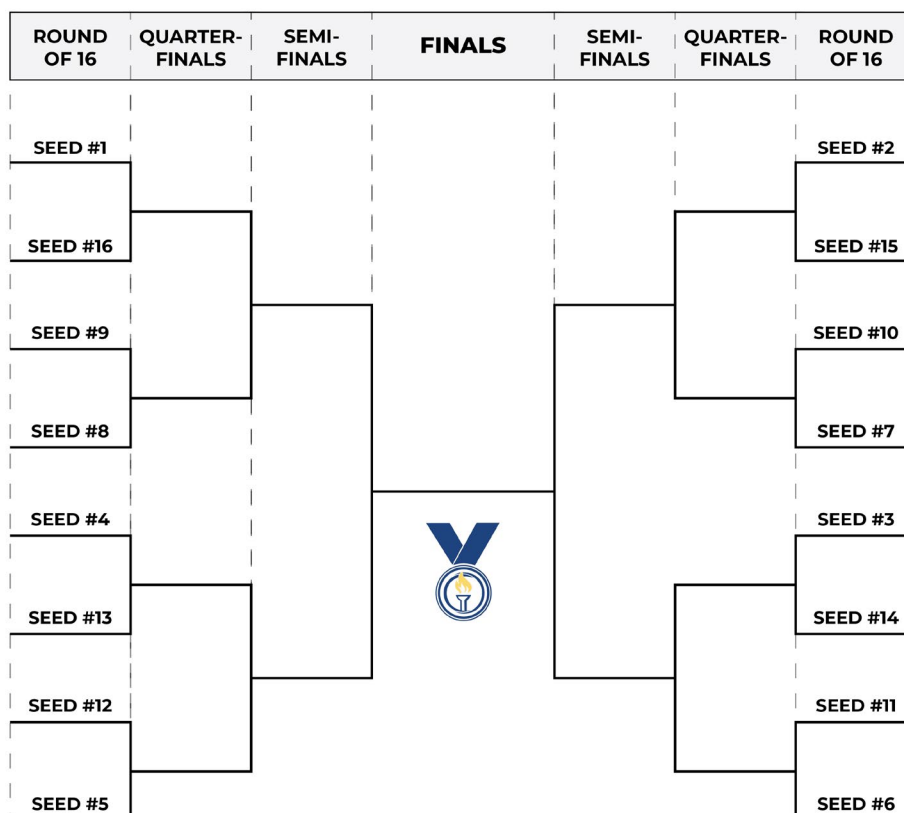 ROUND
OF 16
QUARTER-
FINALS
SEMI-
FINALS
FINALS
SEMI-
FINALS
QUARTER-
FINALS
ROUND
OF 16
SEED #1
SEED #16
SEED #9
SEED #8
SEED #4
SEED #13
SEED #12
SEED #5
SEED #2
SEED #15
SEED #10
SEED #7
SEED #3
SEED #14
SEED #11
SEED #6